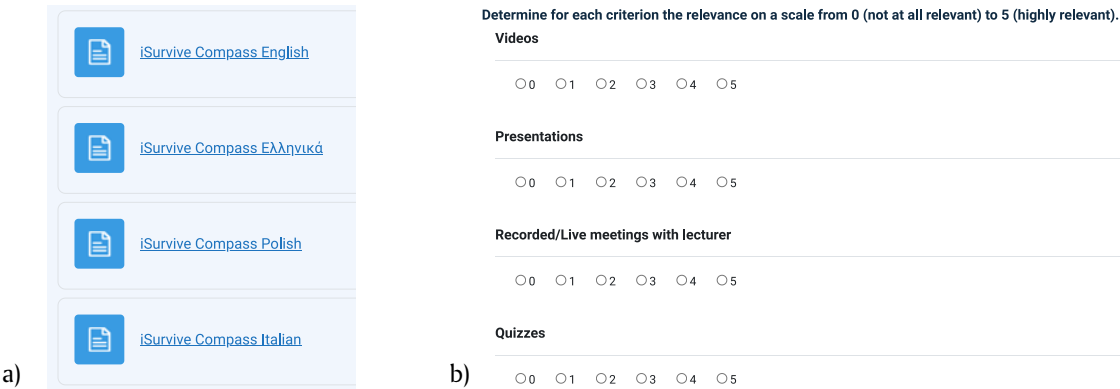 iSurvive Compass English
iSurvive Compass Ελληνικά
iSurvive Compass Polish
iSurvive Compass Italian
a)
Determine for each criterion the relevance on a scale from 0 (not at all relevant) to 5 (highly relevant).
Videos
0 1 2 3 4 5
Presentations
0 1 2 3 4 5
Recorded/Live meetings with lecturer
0 1 2 3 4 5
Quizzes
0 1 2 3 4 5
b)